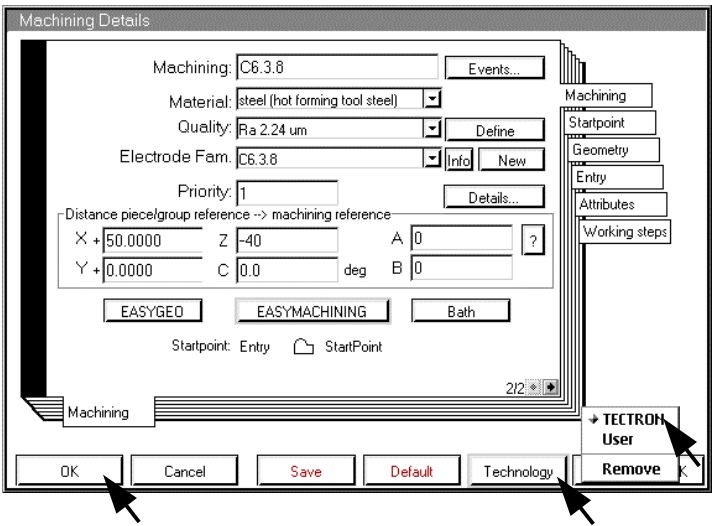 Machining Details
Machining: C6.3.8 Events...
Material: steel (hot forming tool steel)
Quality: Ra 2.24 um Define
Electrode Fam. C6.3.8 Info New
Priority: 1 Details...
Distance piece/group reference --> machining reference
X + 50.0000 Z -40 A 0 ?
Y + 0.0000 C 0.0 deg B 0
EASYGEO EASYMACHINING Bath
Startpoint: Entry StartPoint
2/2
Machining
Machining
Startpoint
Geometry
Entry
Attributes
Working steps
TECTRON
User
Remove
OK Cancel Save Default Technology K